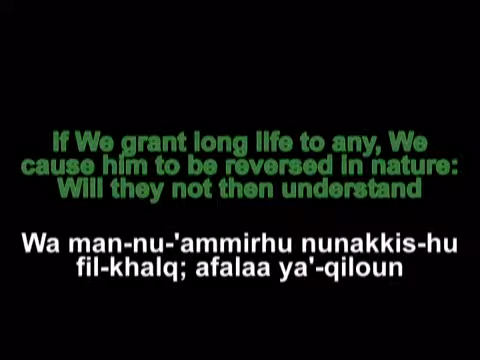 If We grant long life to any, We
cause him to be reversed in nature:
Will they not then understand
Wa man-nu-'ammirhu nunakkis-hu
fil-khalq; afalaa ya'-qiloun